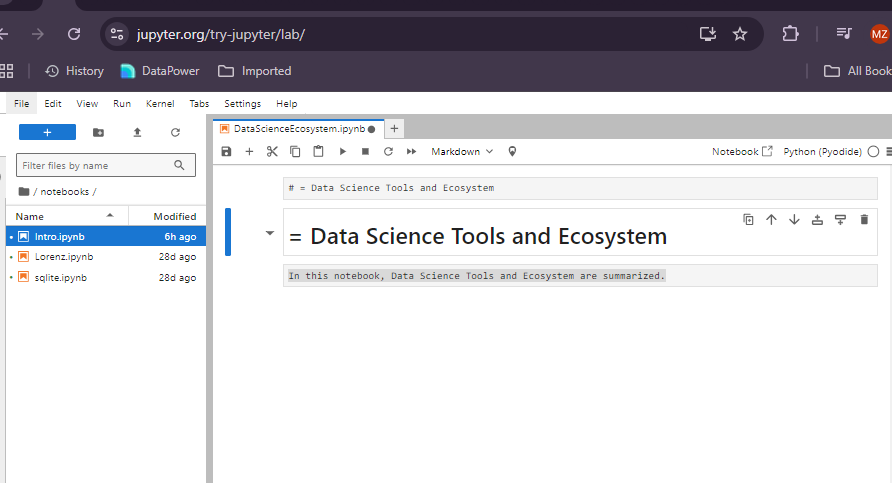 jupyter.org/try-jupyter/lab/
MZ
History DataPower Imported All Book
File Edit View Run Kernel Tabs Settings Help
DataScienceEcosystem.ipynb
Markdown Notebook Python (Pyodide)
Filter files by name
/ notebooks /
Name Modified
Intro.ipynb 6h ago
Lorenz.ipynb 28d ago
sqlite.ipynb 28d ago
# = Data Science Tools and Ecosystem
= Data Science Tools and Ecosystem
In this notebook, Data Science Tools and Ecosystem are summarized.